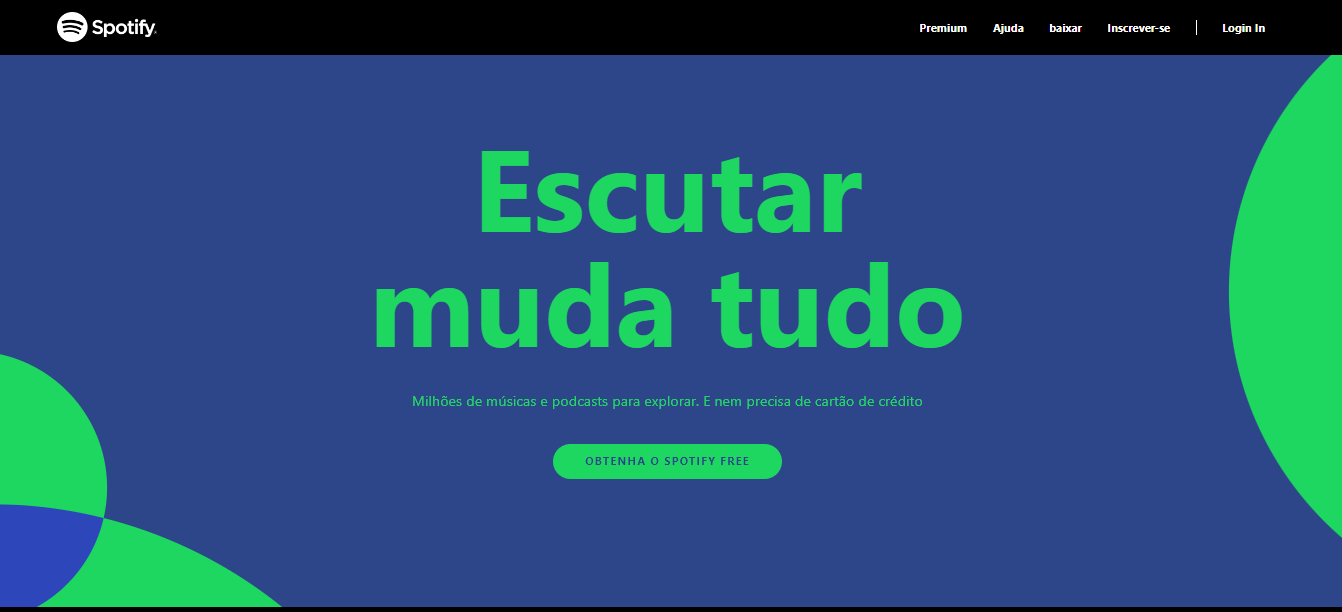 Spotify
Premium Ajuda baixar Inscrever-se Login In
Escutar
muda tudo
Milhões de músicas e podcasts para explorar. E nem precisa de cartão de crédito
OBTENHA O SPOTIFY FREE